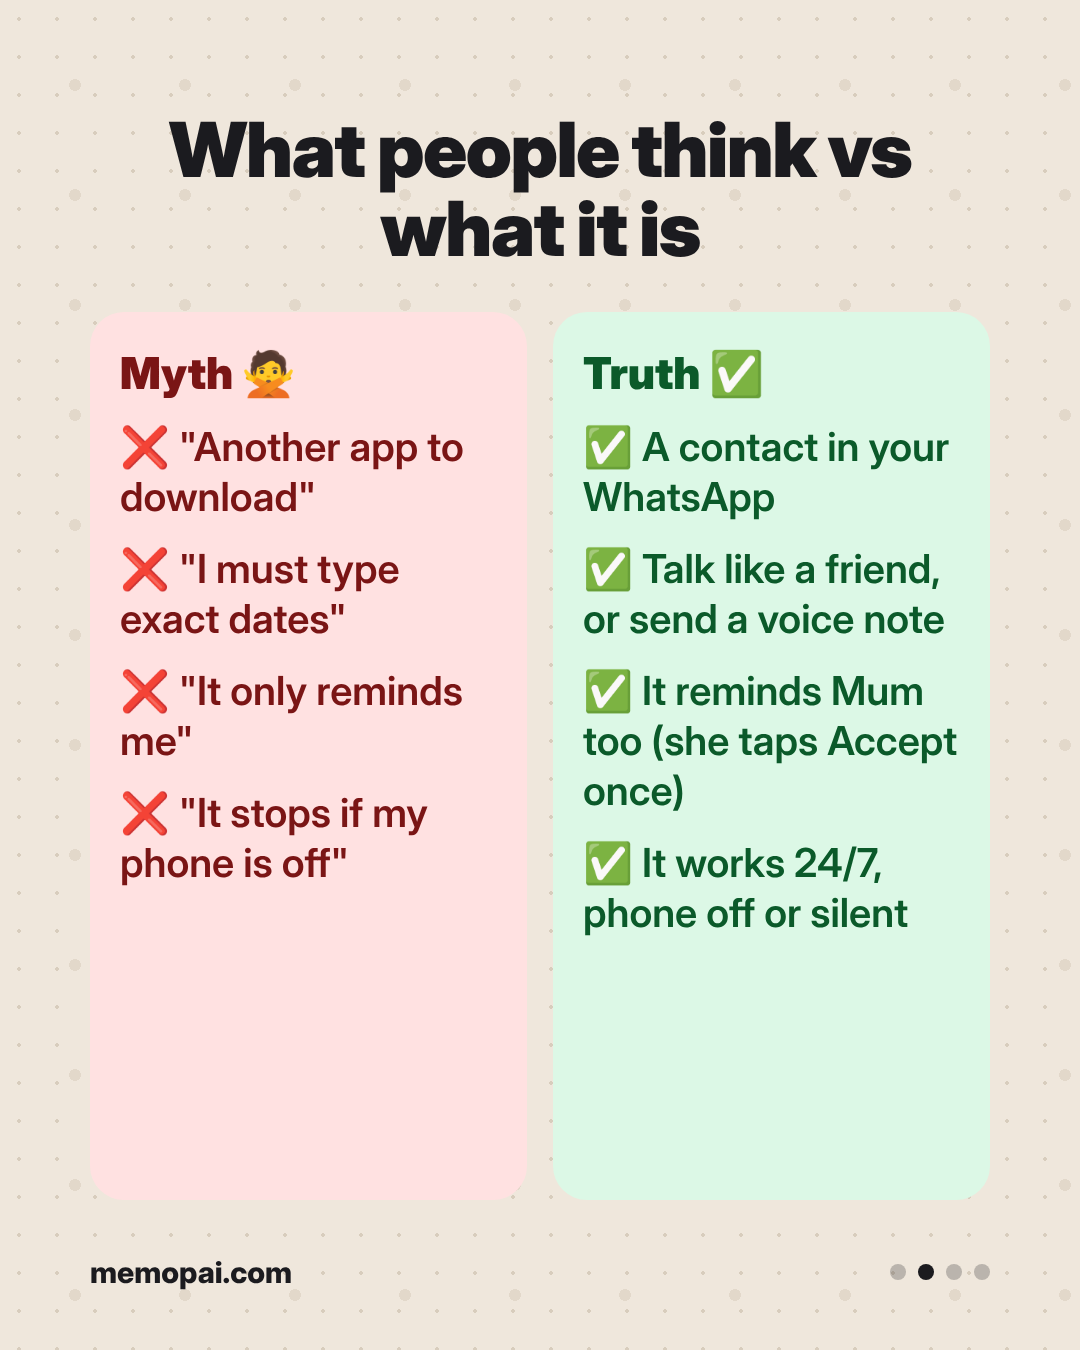 What people think vs
what it is
Myth 🙅
❌ "Another app to
download"
❌ "I must type
exact dates"
❌ "It only reminds
me"
❌ "It stops if my
phone is off"
Truth ✅
✅ A contact in your
WhatsApp
✅ Talk like a friend,
or send a voice note
✅ It reminds Mum
too (she taps Accept
once)
✅ It works 24/7,
phone off or silent
memopai.com